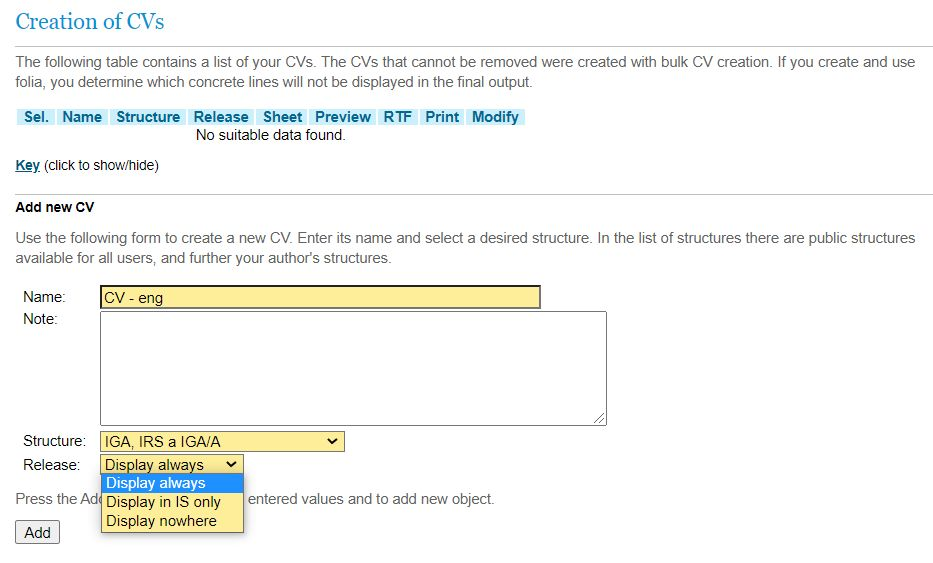 Creation of CVs
The following table contains a list of your CVs. The CVs that cannot be removed were created with bulk CV creation. If you create and use
folia, you determine which concrete lines will not be displayed in the final output.
Sel. Name Structure Release Sheet Preview RTF Print Modify
No suitable data found.
Key (click to show/hide)
Add new CV
Use the following form to create a new CV. Enter its name and select a desired structure. In the list of structures there are public structures
available for all users, and further your author's structures.
Name: CV - eng
Note:
Structure: IGA, IRS a IGA/A
Release: Display always
Display always
Press the Ad entered values and to add new object.
Display in IS only
Display nowhere
Add